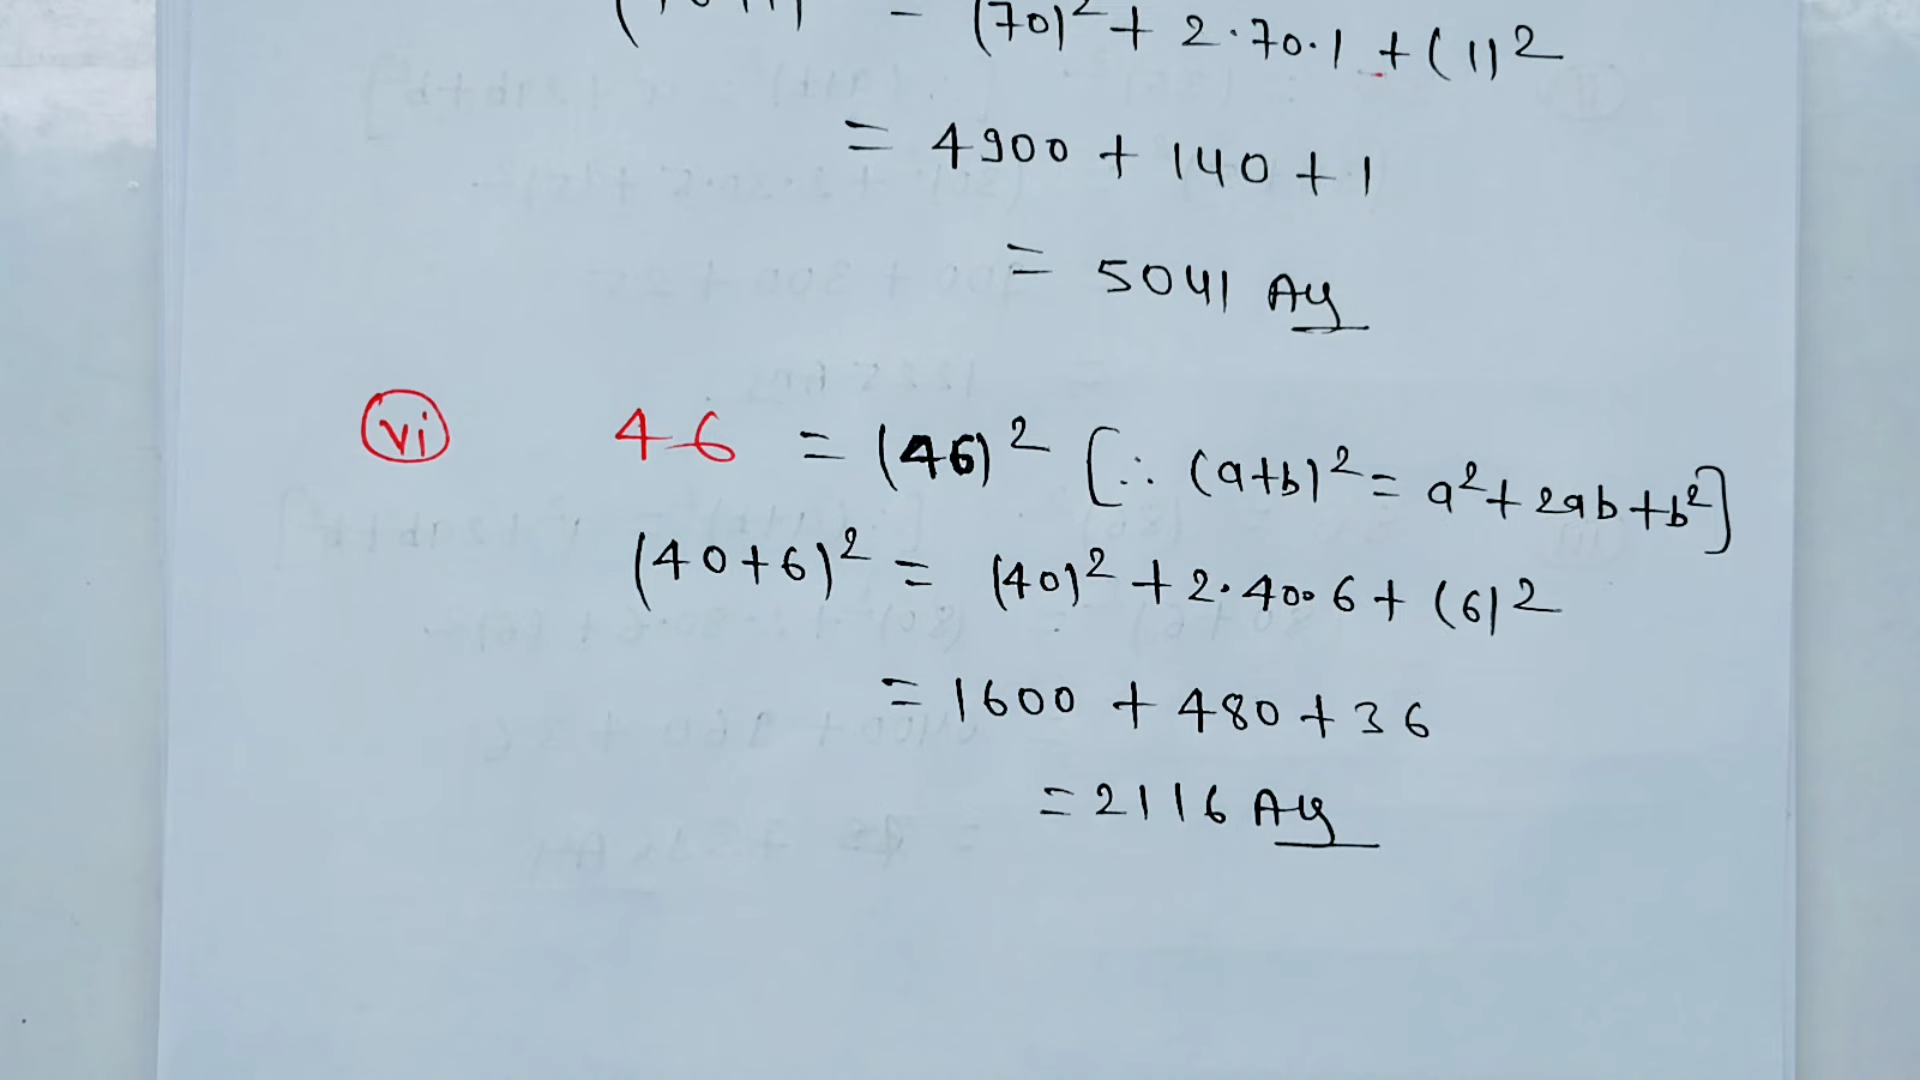 = (70)² + 2·70·1 + (1)²
= 4900 + 140 + 1
= 5041 Ay
(vi) 46 = (46)² [∴ (a+b)² = a² + 2ab + b²]
(40+6)² = (40)² + 2·40·6 + (6)²
= 1600 + 480 + 36
= 2116 Ay